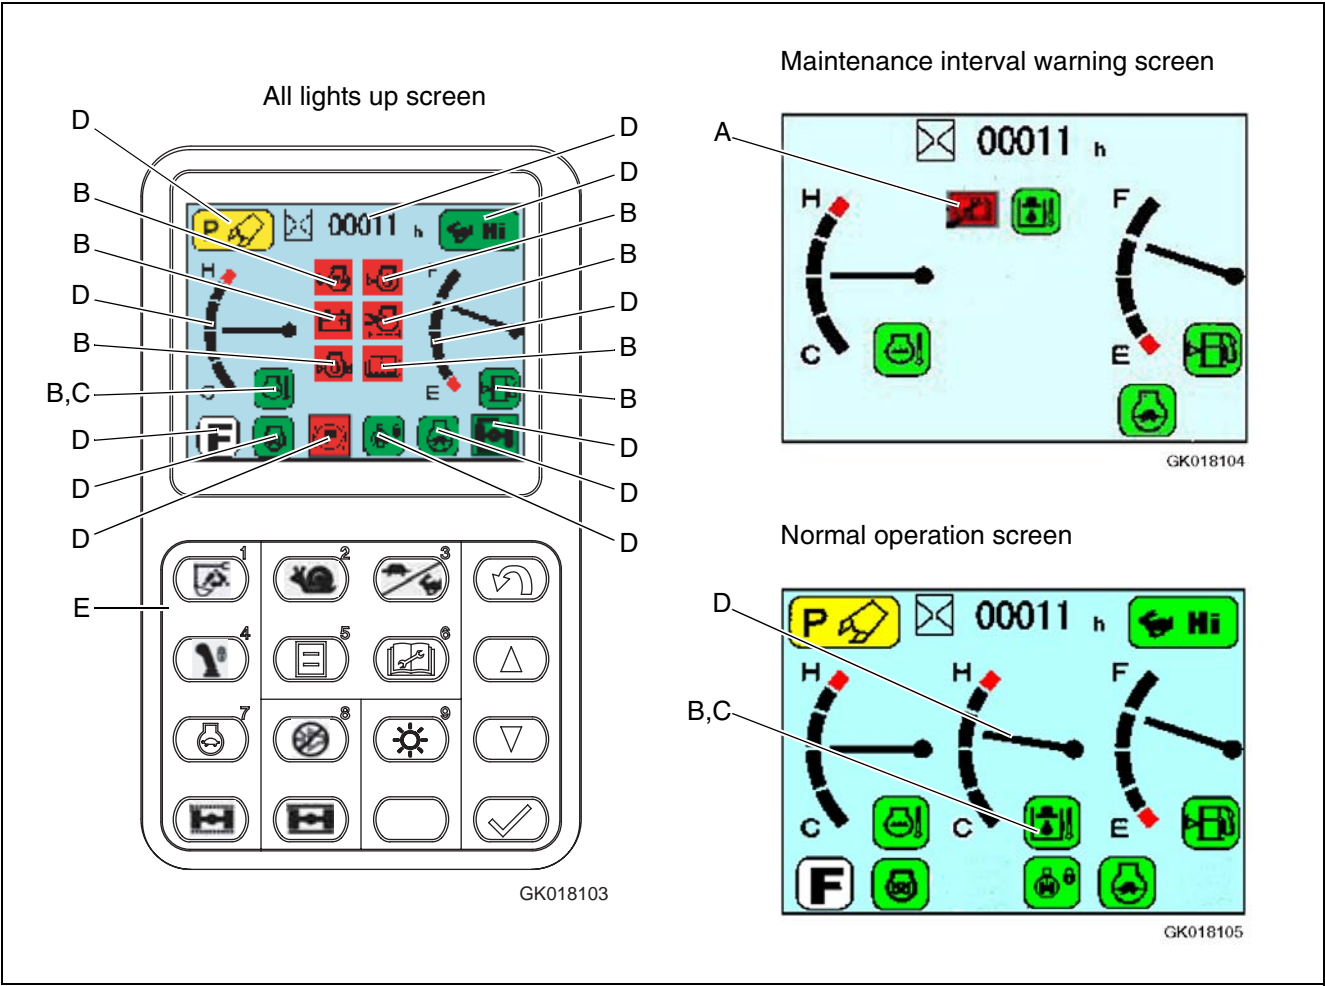 All lights up screen
D
B
B
D
B
B,C
D
D
D
D
D
B
B
D
B
B
D
D
D
P
00011 h
Hi
H
C
F
E
F
1
2
3
4
5
6
7
8
9
E
GK018103
Maintenance interval warning screen
A
00011 h
H
C
F
E
GK018104
Normal operation screen
D
B,C
P
00011 h
Hi
H
H
F
C
C
E
F
GK018105